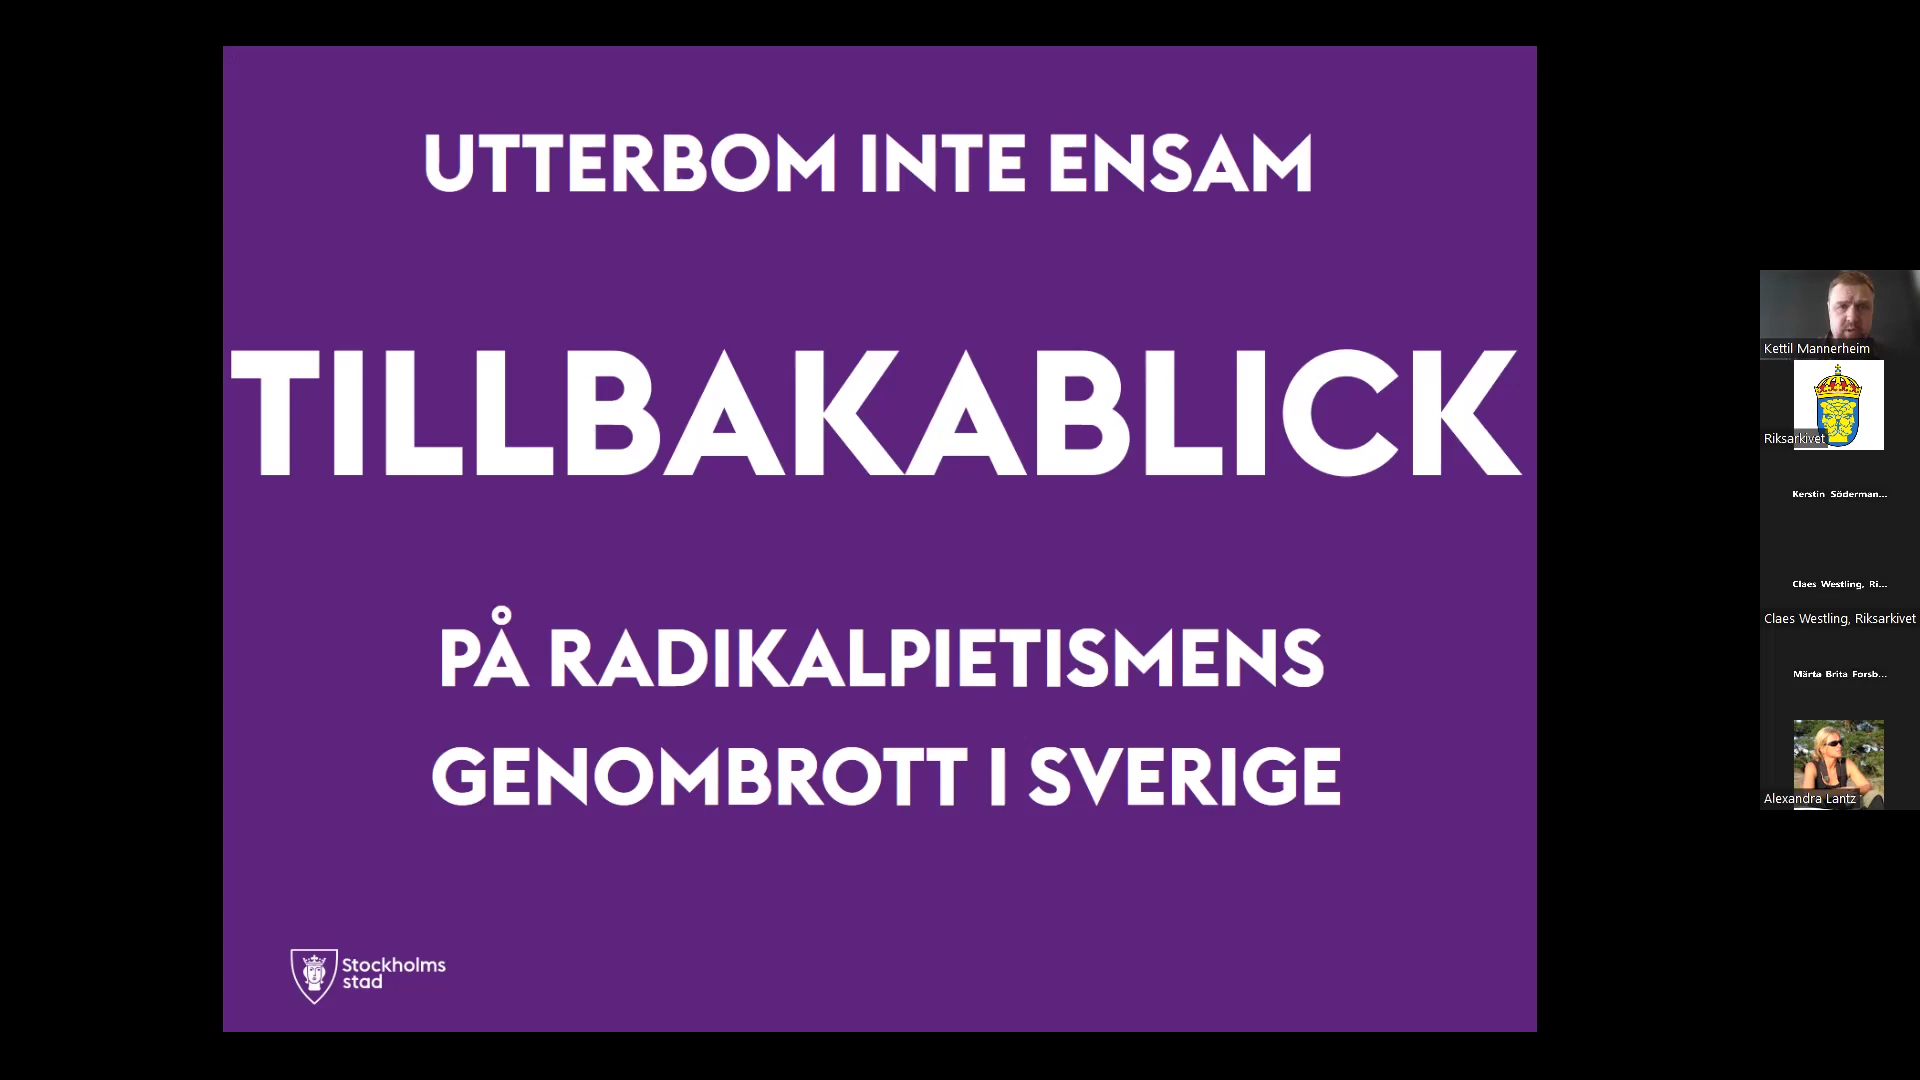 UTTERBOM INTE ENSAM
TILLBAKABLICK
PÅ RADIKALPIETISMENS
GENOMBROTT I SVERIGE
Stockholms
stad
Kettil Mannerheim
Riksarkivet
Kerstin Söderman...
Claes Westling, Ri...
Claes Westling, Riksarkivet
Märta Brita Forsb...
Alexandra Lantz